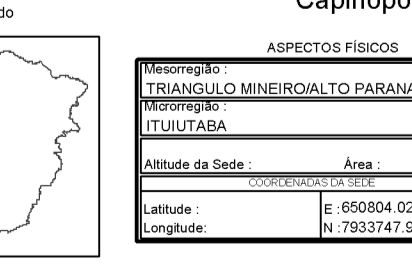 do
Capinopo
ASPECTOS FÍSICOS
Mesorregião :
TRIANGULO MINEIRO/ALTO PARANA
Microrregião :
ITUIUTABA
Altitude da Sede : Área :
COORDENADAS DA SEDE
Latitude : E : 650804.02
Longitude: N : 7933747.9